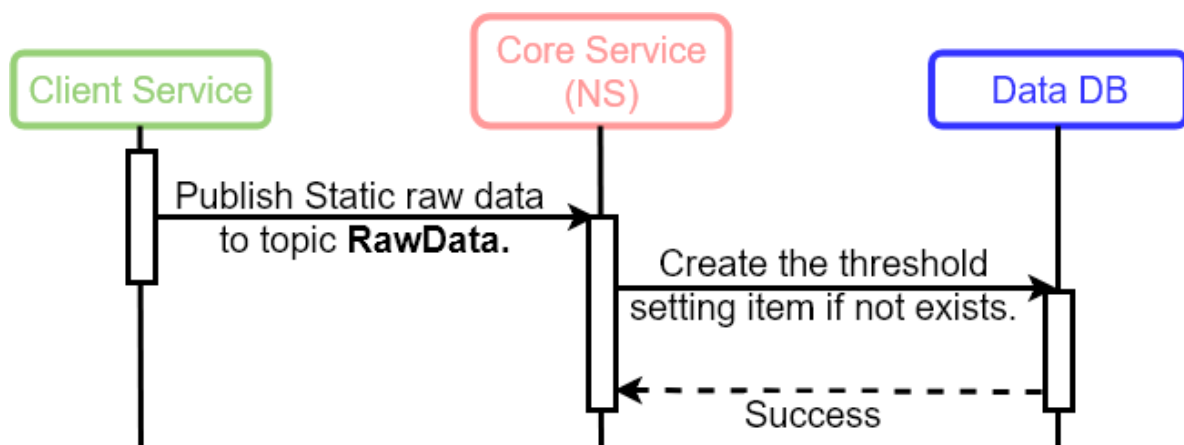 Client Service
Core Service
(NS)
Data DB
Publish Static raw data
to topic RawData.
Create the threshold
setting item if not exists.
Success